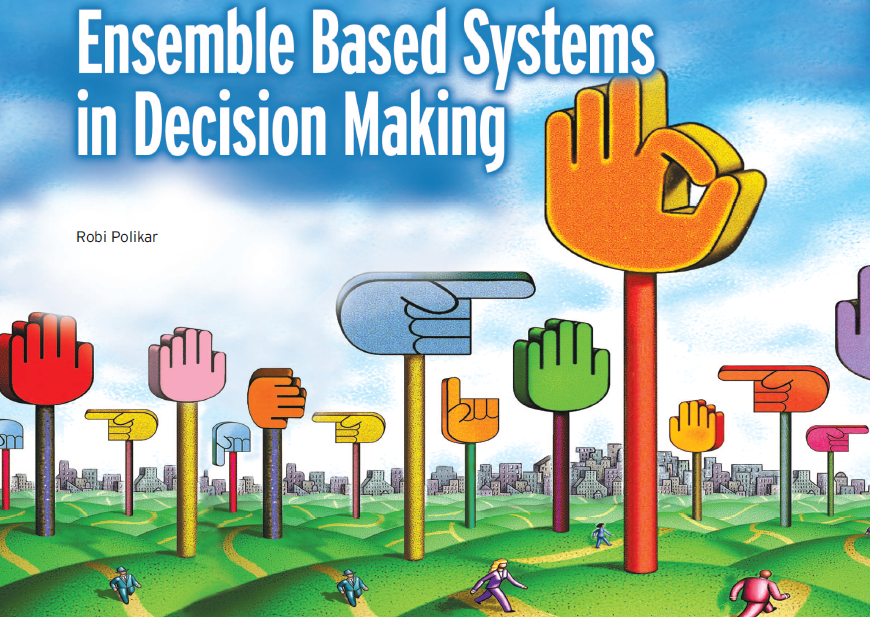 Ensemble Based Systems
in Decision Making
Robi Polikar